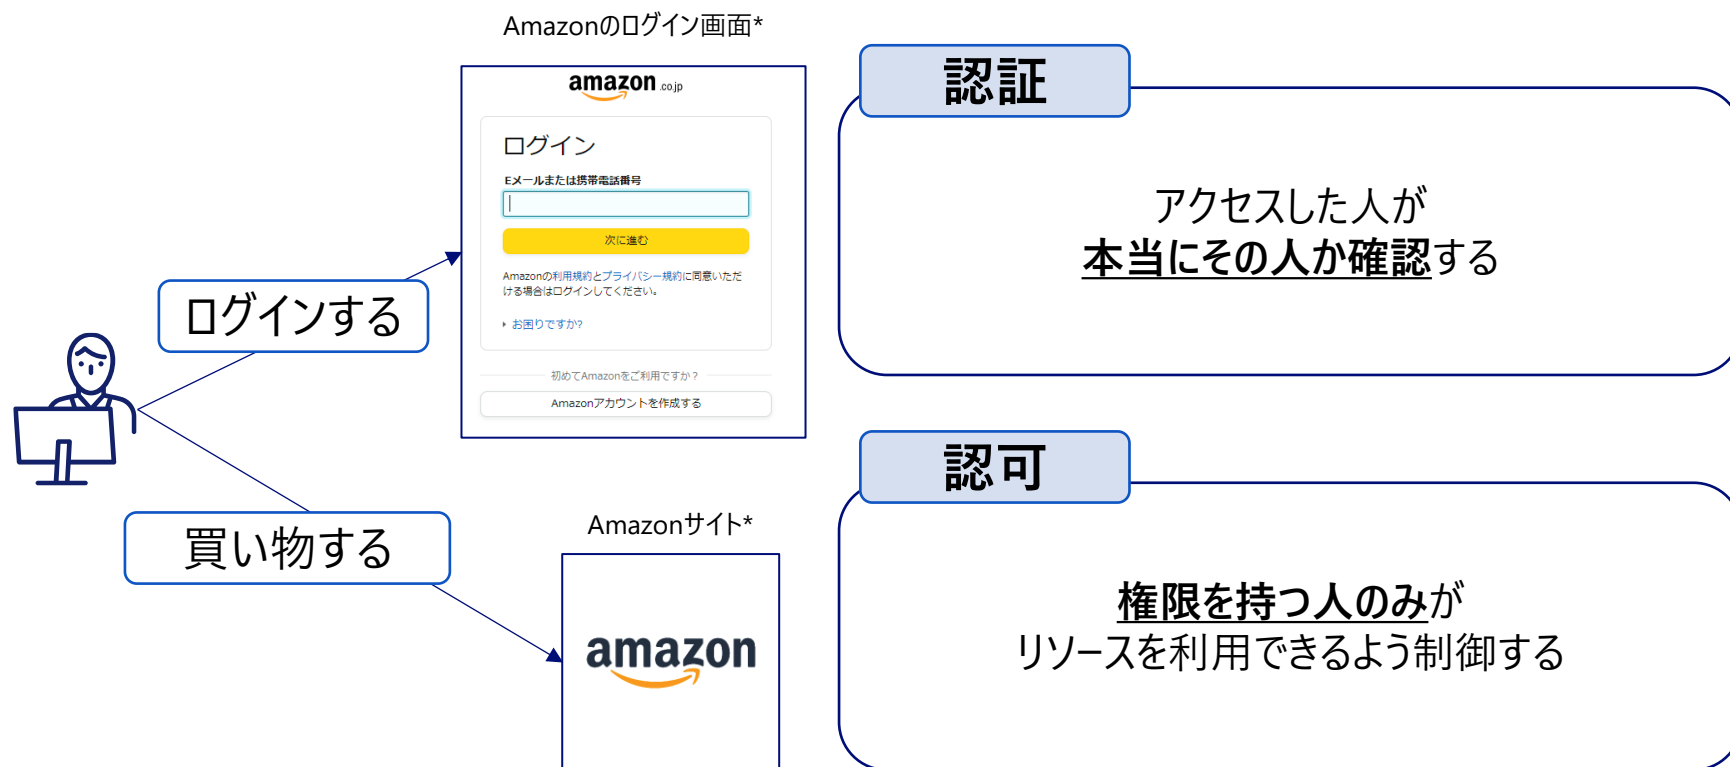 Amazonのログイン画面*
amazon.co.jp
ログイン
Eメールまたは携帯電話番号
次に進む
Amazonの利用規約とプライバシー規約に同意いただ
ける場合はログインしてください。
お困りですか?
初めてAmazonをご利用ですか？
Amazonアカウントを作成する
ログインする
買い物する
Amazonサイト*
amazon
認証
アクセスした人が
本当にその人か確認する
認可
権限を持つ人のみが
リソースを利用できるよう制御する